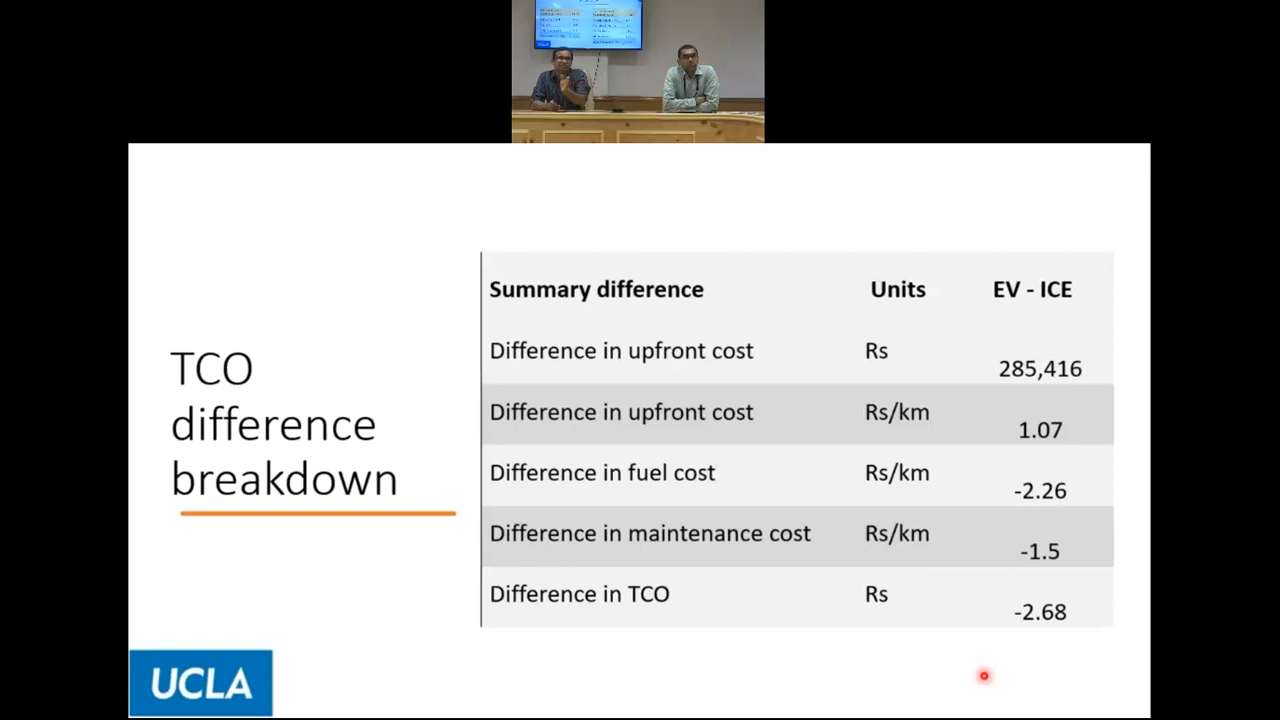 TCO
difference
breakdown
Summary difference Units EV - ICE
Difference in upfront cost Rs 285,416
Difference in upfront cost Rs/km 1.07
Difference in fuel cost Rs/km -2.26
Difference in maintenance cost Rs/km -1.5
Difference in TCO Rs -2.68
UCLA